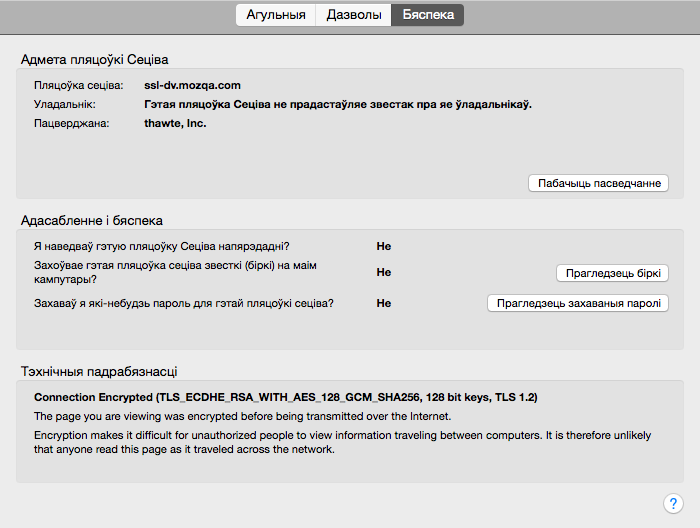 Агульныя Дазволы Бяспека
Адмета пляцоўкі Сеціва
Пляцоўка сеціва: ssl-dv.mozqa.com
Уладальнік: Гэтая пляцоўка Сеціва не прадастаўляе звестак пра яе ўладальнікаў.
Пацверджана: thawte, Inc.
Пабачыць пасведчанне
Адасабленне і бяспека
Я наведваў гэтую пляцоўку Сеціва напярэдадні? Не
Захоўвае гэтая пляцоўка сеціва звесткі (біркі) на маім
кампутары? Не Прагледзець біркі
Захаваў я які-небудзь пароль для гэтай пляцоўкі сеціва? Не Прагледзець захаваныя паролі
Тэхнічныя падрабязнасці
Connection Encrypted (TLS_ECDHE_RSA_WITH_AES_128_GCM_SHA256, 128 bit keys, TLS 1.2)
The page you are viewing was encrypted before being transmitted over the Internet.
Encryption makes it difficult for unauthorized people to view information traveling between computers. It is therefore unlikely
that anyone read this page as it traveled across the network.
?